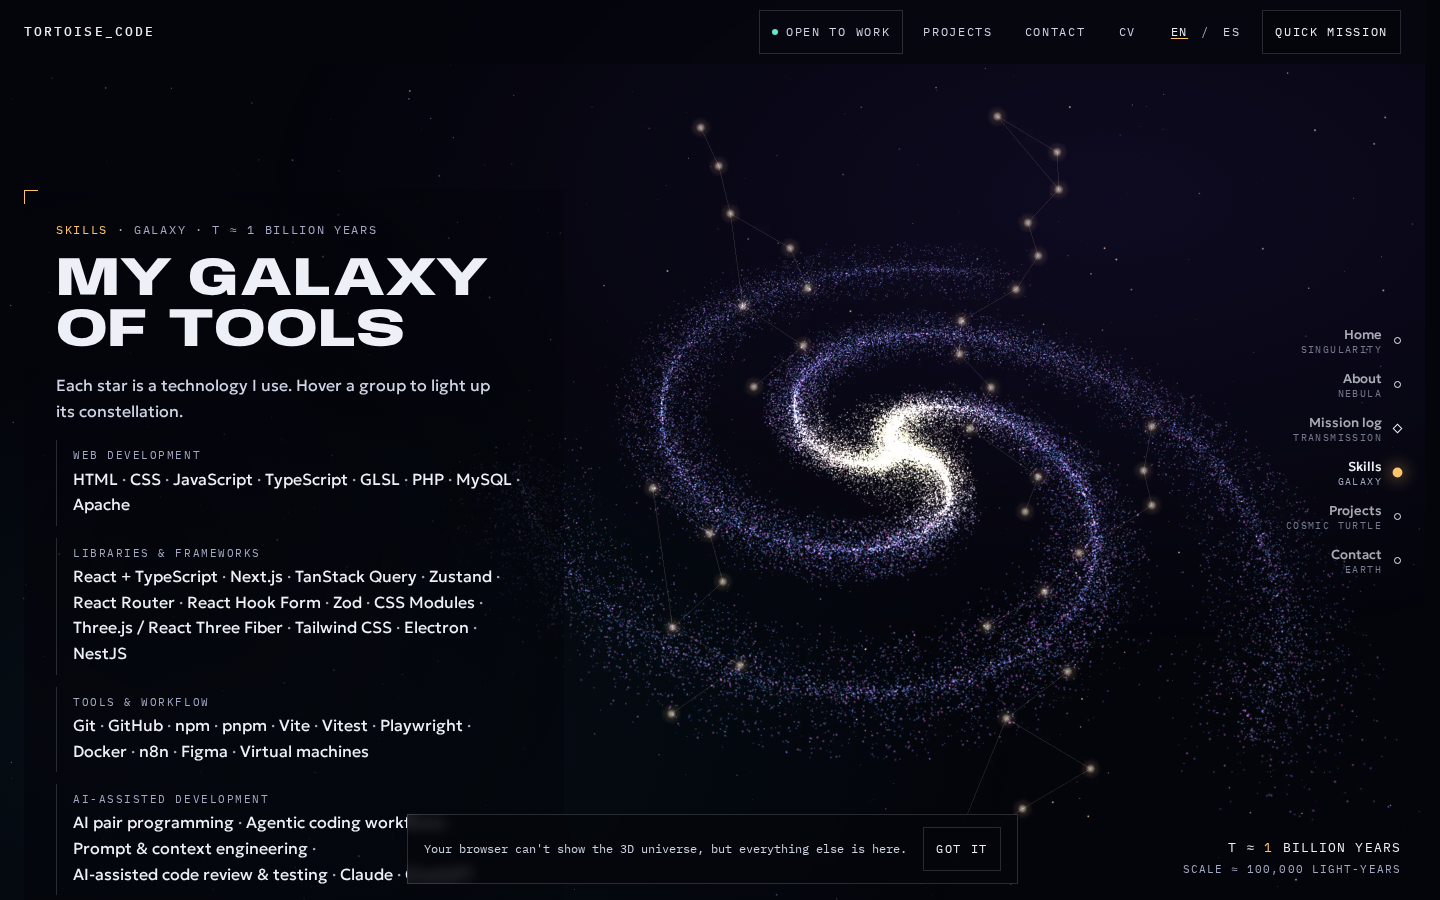 TORTOISE_CODE
OPEN TO WORK
PROJECTS
CONTACT
CV
EN / ES
QUICK MISSION
SKILLS · GALAXY · T ≈ 1 BILLION YEARS
MY GALAXY
OF TOOLS
Each star is a technology I use. Hover a group to light up
its constellation.
WEB DEVELOPMENT
HTML · CSS · JavaScript · TypeScript · GLSL · PHP · MySQL ·
Apache
LIBRARIES & FRAMEWORKS
React + TypeScript · Next.js · TanStack Query · Zustand ·
React Router · React Hook Form · Zod · CSS Modules ·
Three.js / React Three Fiber · Tailwind CSS · Electron ·
NestJS
TOOLS & WORKFLOW
Git · GitHub · npm · pnpm · Vite · Vitest · Playwright ·
Docker · n8n · Figma · Virtual machines
AI-ASSISTED DEVELOPMENT
AI pair programming · Agentic coding
Prompt & context engineering ·
AI-assisted code review & testing · Claude ·
Home
SINGULARITY
About
NEBULA
Mission log
TRANSMISSION
Skills
GALAXY
Projects
COSMIC TURTLE
Contact
EARTH
Your browser can't show the 3D universe, but everything else is here.
GOT IT
T ≈ 1 BILLION YEARS
SCALE ≈ 100,000 LIGHT-YEARS